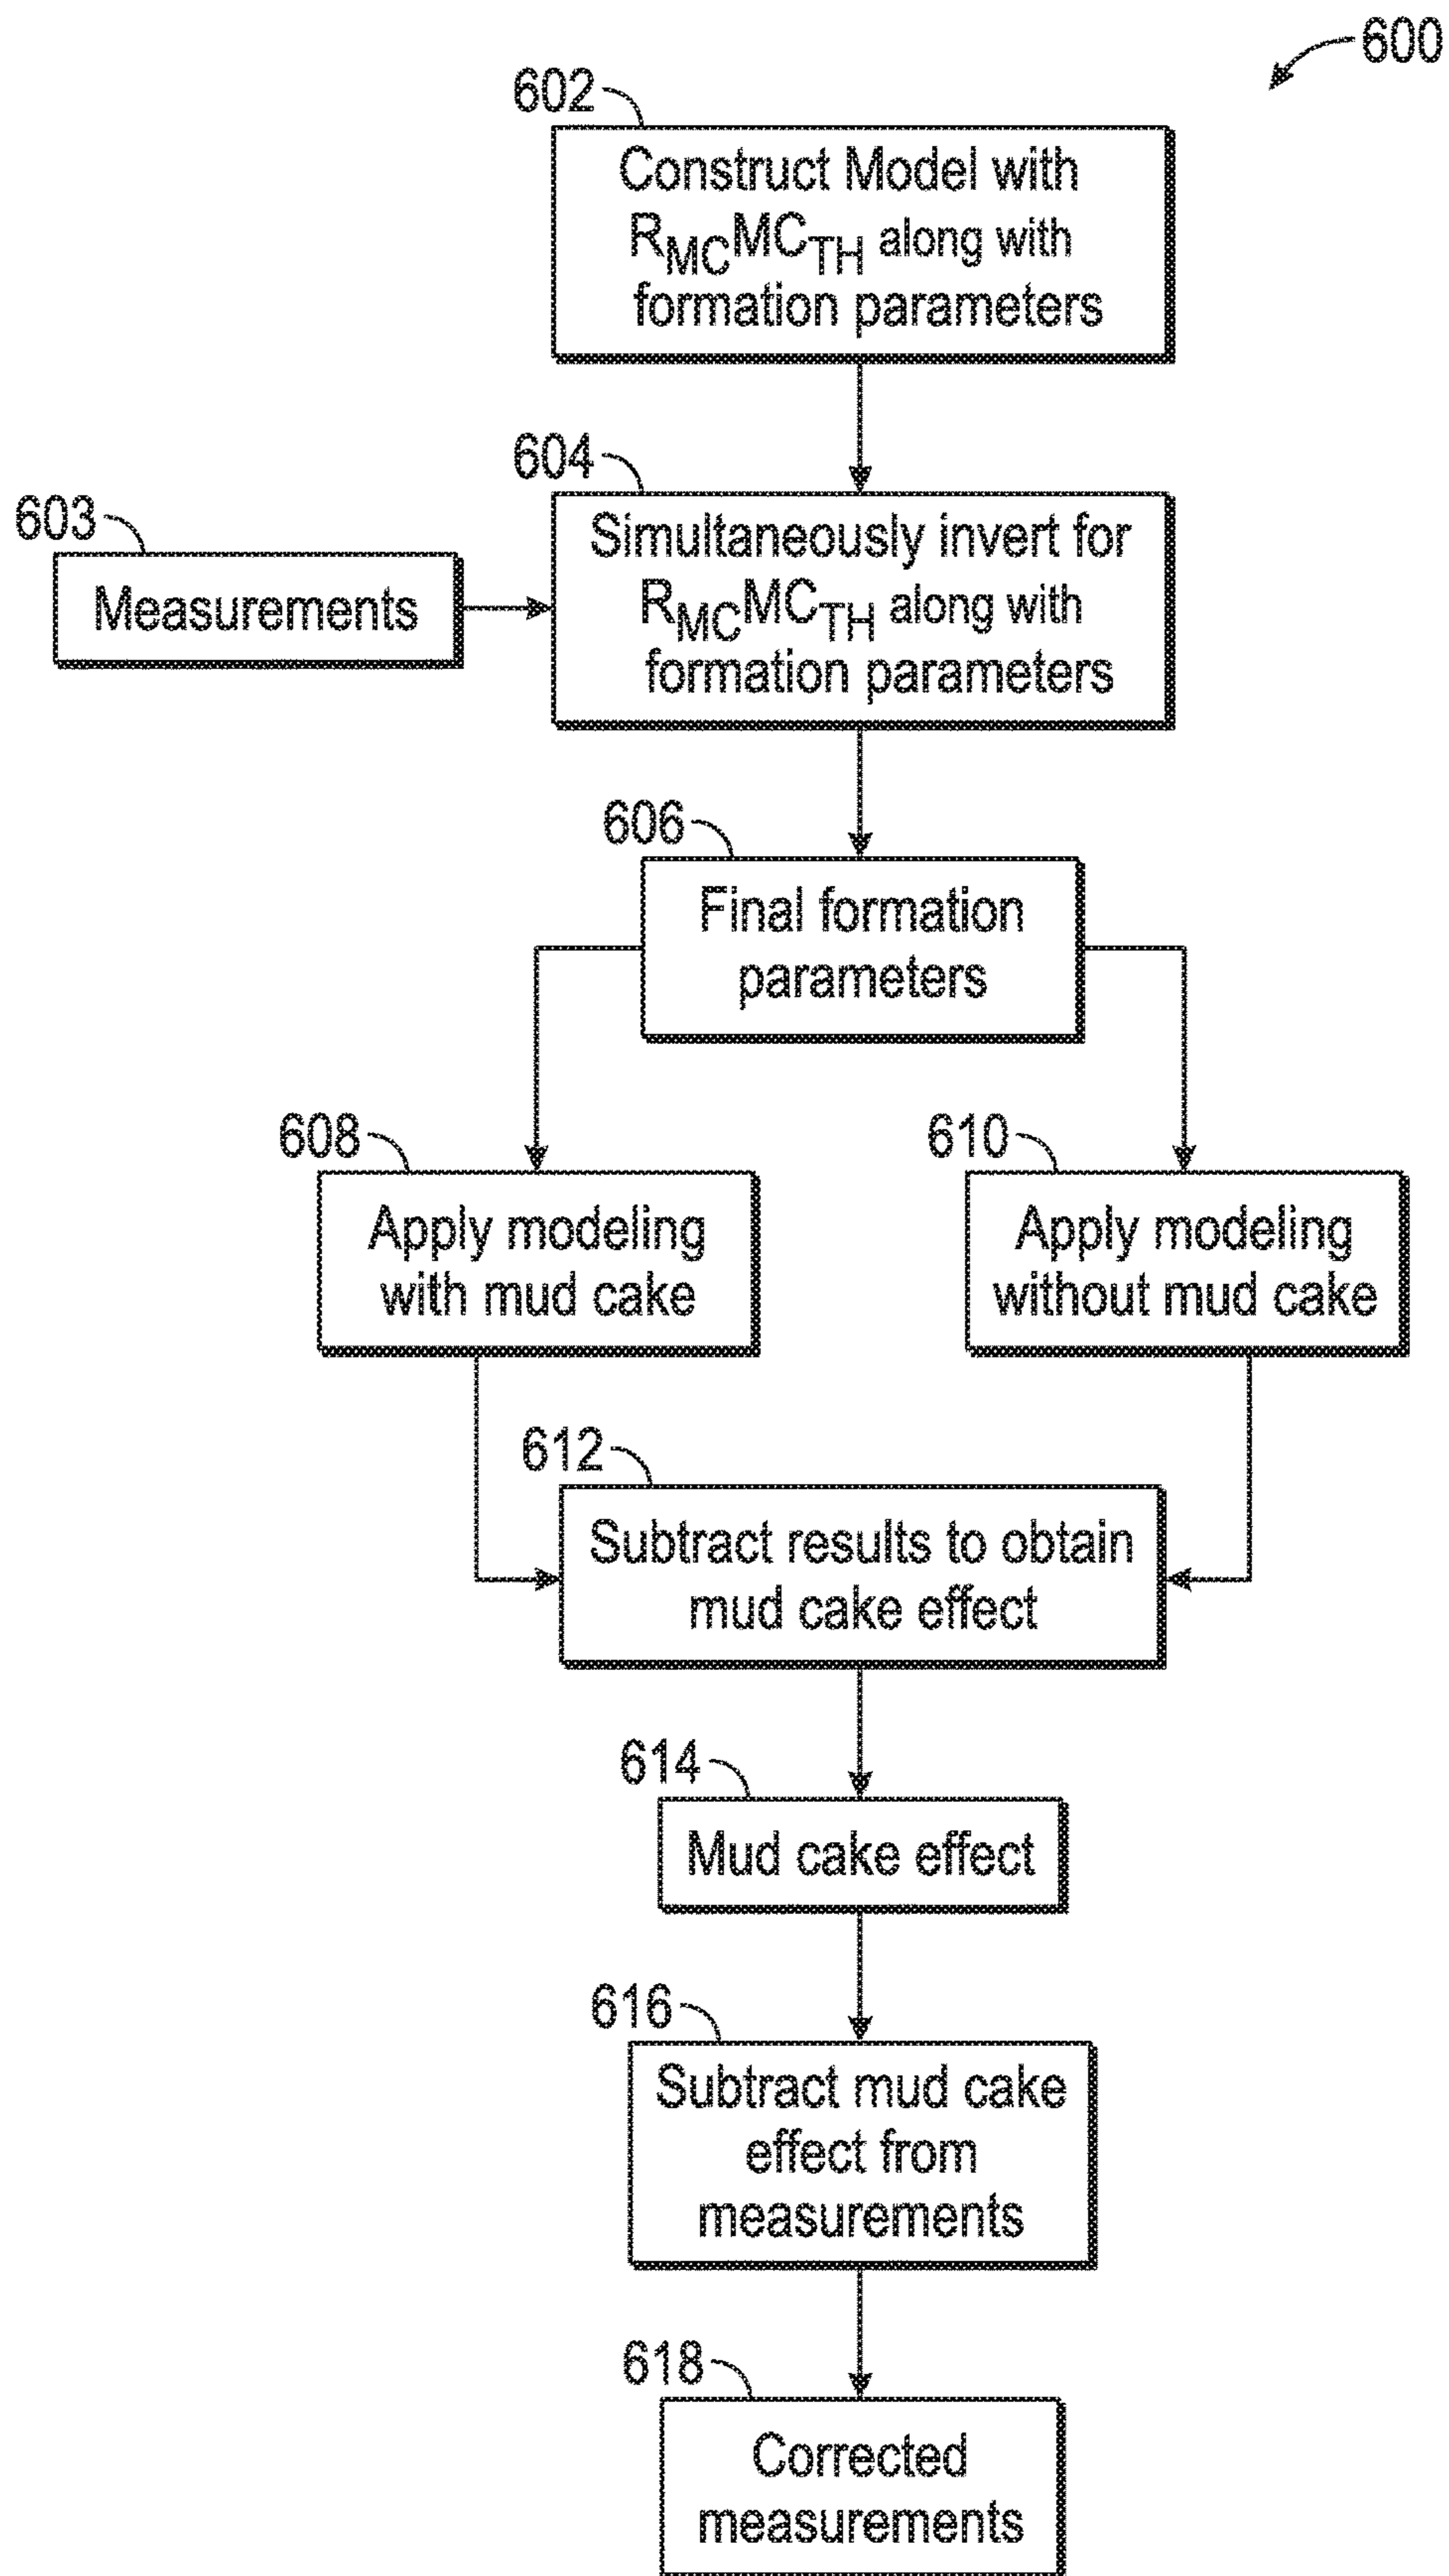 600
602
Construct Model with
RMCMCTH along with
formation parameters
604
603
Simultaneously invert for
RMCMCTH along with
formation parameters
Measurements
606
Final formation
parameters
608
610
Apply modeling
with mud cake
Apply modeling
without mud cake
612
Subtract results to obtain
mud cake effect
614
Mud cake effect
616
Subtract mud cake
effect from
measurements
618
Corrected
measurements